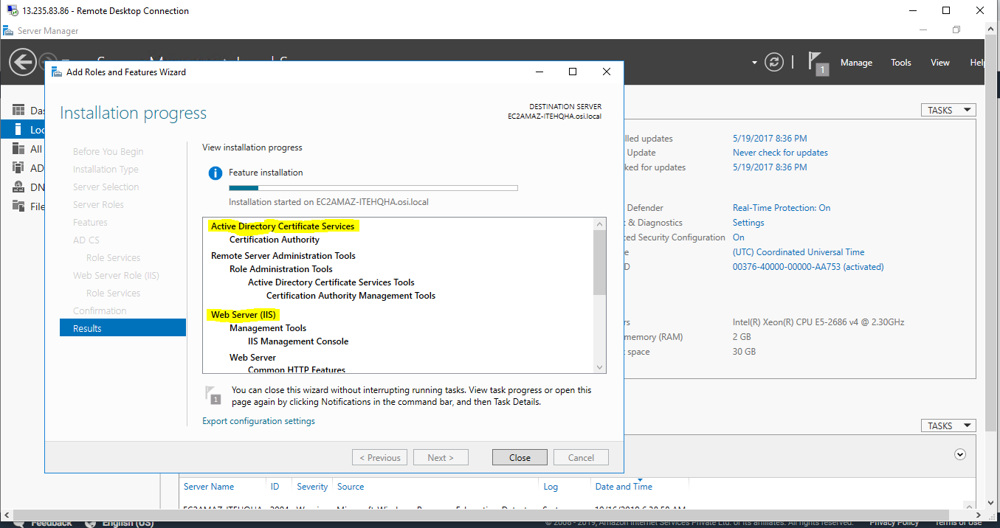 13.235.83.86 - Remote Desktop Connection
Server Manager
1
Manage
Tools
View
Help
Add Roles and Features Wizard
Installation progress
DESTINATION SERVER
EC2AMAZ-ITEHQHA.osi.local
Before You Begin
Installation Type
Server Selection
Server Roles
Features
AD CS
Role Services
Web Server Role (IIS)
Role Services
Confirmation
Results
View installation progress
Feature installation
Installation started on EC2AMAZ-ITEHQHA.osi.local
Active Directory Certificate Services
Certification Authority
Remote Server Administration Tools
Role Administration Tools
Active Directory Certificate Services Tools
Certification Authority Management Tools
Web Server (IIS)
Management Tools
IIS Management Console
Web Server
Common HTTP Features
1
You can close this wizard without interrupting running tasks. View task progress or open this
page again by clicking Notifications in the command bar, and then Task Details.
Export configuration settings
< Previous
Next >
Close
Cancel
Das
Loc
All
AD
DN
File
TASKS
lled updates 5/19/2017 8:36 PM
Update Never check for updates
ked for updates 5/19/2017 8:36 PM
Defender Real-Time Protection: On
& Diagnostics Settings
ced Security Configuration On
e (UTC) Coordinated Universal Time
D 00376-40000-00000-AA753 (activated)
rs Intel(R) Xeon(R) CPU E5-2686 v4 @ 2.30GHz
memory (RAM) 2 GB
space 30 GB
TASKS
Server Name ID Severity Source Log Date and Time
Feedback
English (US)
© 2008 - 2019, Amazon Internet Services Private Ltd. or its affiliates. All rights reserved.
Privacy Policy
Terms of Use